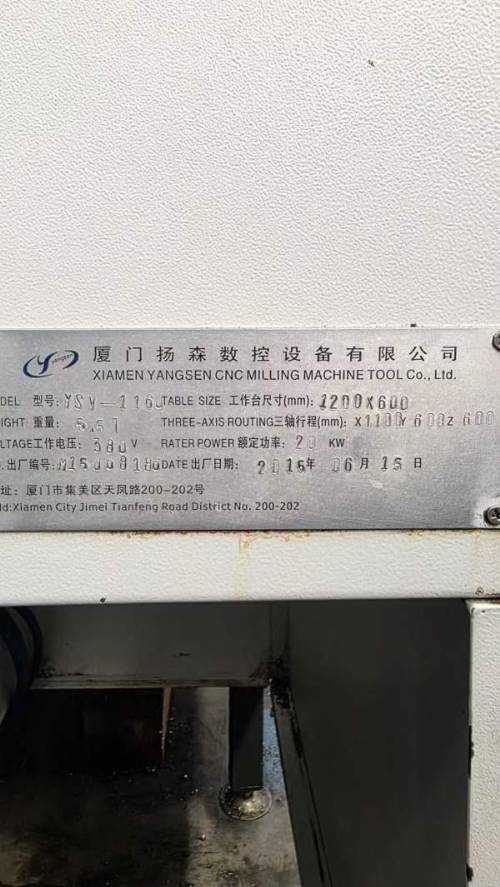 yangsen 厦门扬森数控设备有限公司
XIAMEN YANGSEN CNC MILLING MACHINE TOOL Co., Ltd.
DEL 型号: TABLE SIZE 工作台尺寸(mm): 1200X600
IGHT 重量: 5.5T THREE-AXIS ROUTING三轴行程(mm): X1100Y600Z600
LTAGE工作电压: 380V RATER POWER 额定功率: 20 KW
.出厂编号: DATE出厂日期: 2015年 06月 15日
址: 厦门市集美区天凤路200-202号
d:Xiamen City Jimei Tianfeng Road District No. 200-202